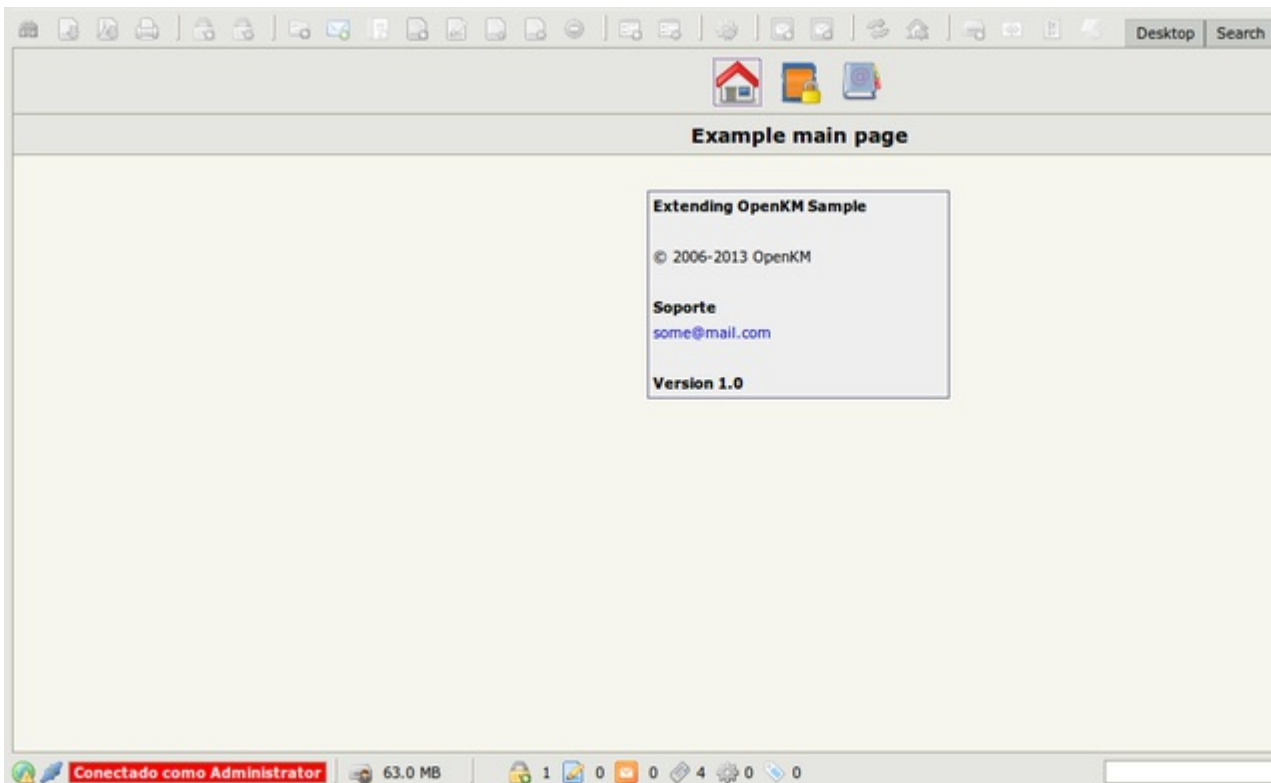 Desktop Search
Example main page
Extending OpenKM Sample
© 2006-2013 OpenKM
Soporte
some@mail.com
Version 1.0
Conectado como Administrator 63.0 MB 1 0 0 4 0 0